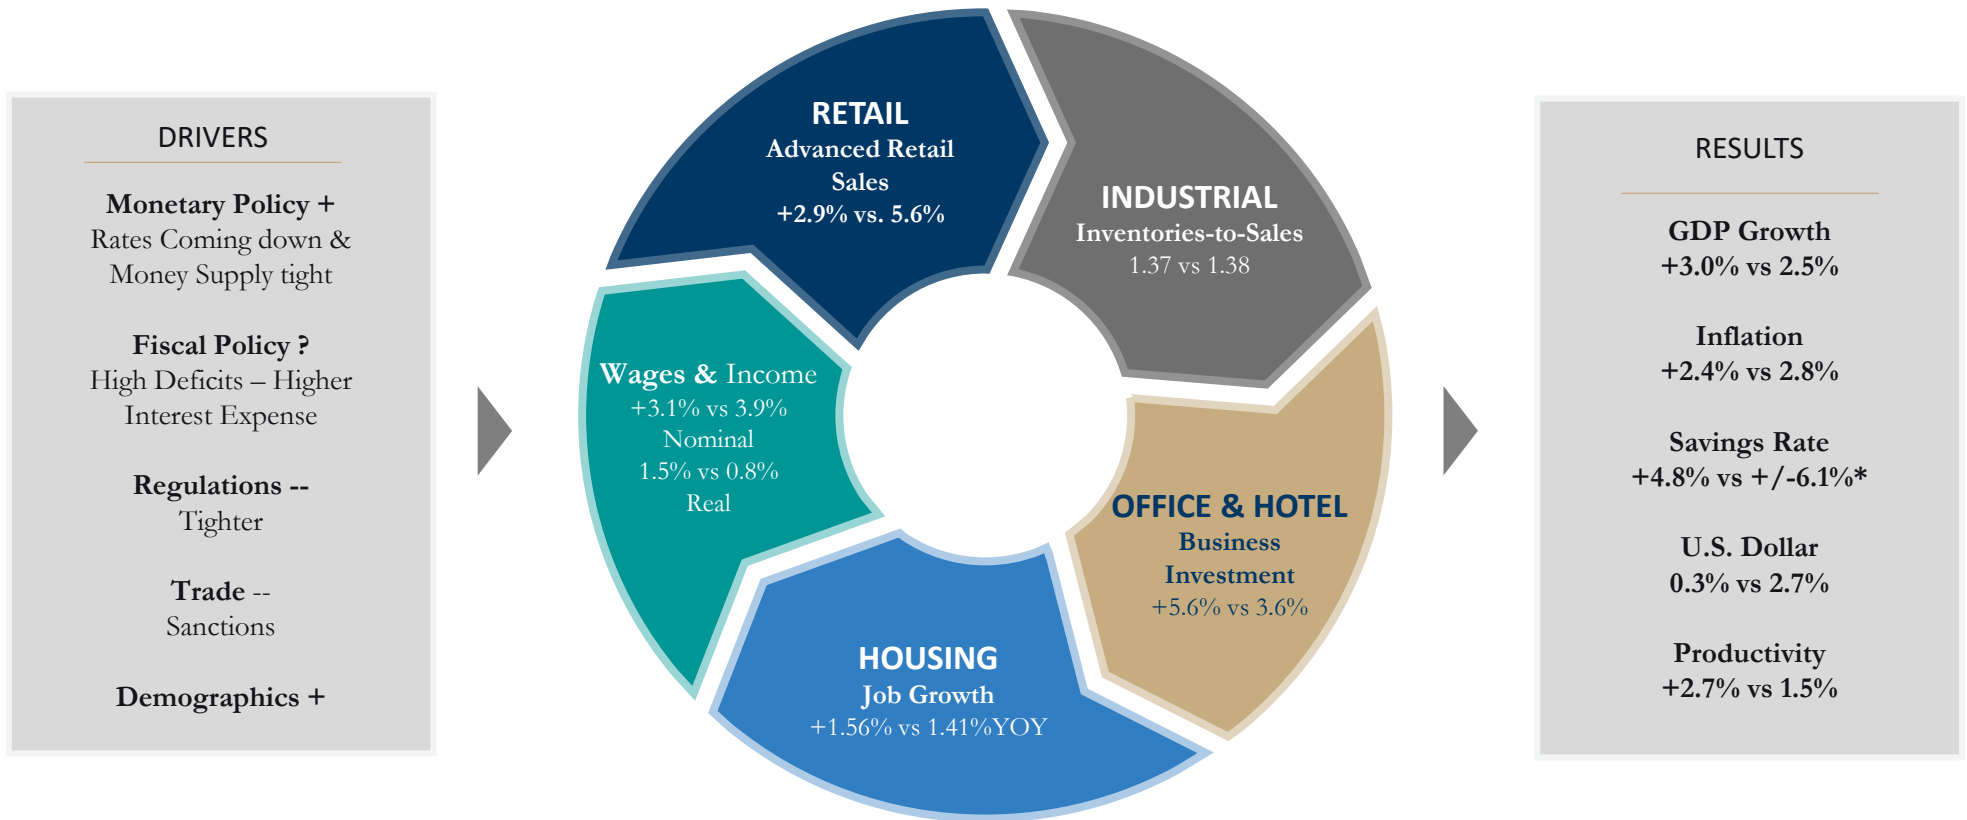 DRIVERS
Monetary Policy +
Rates Coming down &
Money Supply tight
Fiscal Policy ?
High Deficits – Higher
Interest Expense
Regulations --
Tighter
Trade --
Sanctions
Demographics +
RETAIL
Advanced Retail
Sales
+2.9% vs. 5.6%
INDUSTRIAL
Inventories-to-Sales
1.37 vs 1.38
OFFICE & HOTEL
Business
Investment
+5.6% vs 3.6%
HOUSING
Job Growth
+1.56% vs 1.41%YOY
Wages & Income
+3.1% vs 3.9%
Nominal
1.5% vs 0.8%
Real
RESULTS
GDP Growth
+3.0% vs 2.5%
Inflation
+2.4% vs 2.8%
Savings Rate
+4.8% vs +/-6.1%*
U.S. Dollar
0.3% vs 2.7%
Productivity
+2.7% vs 1.5%